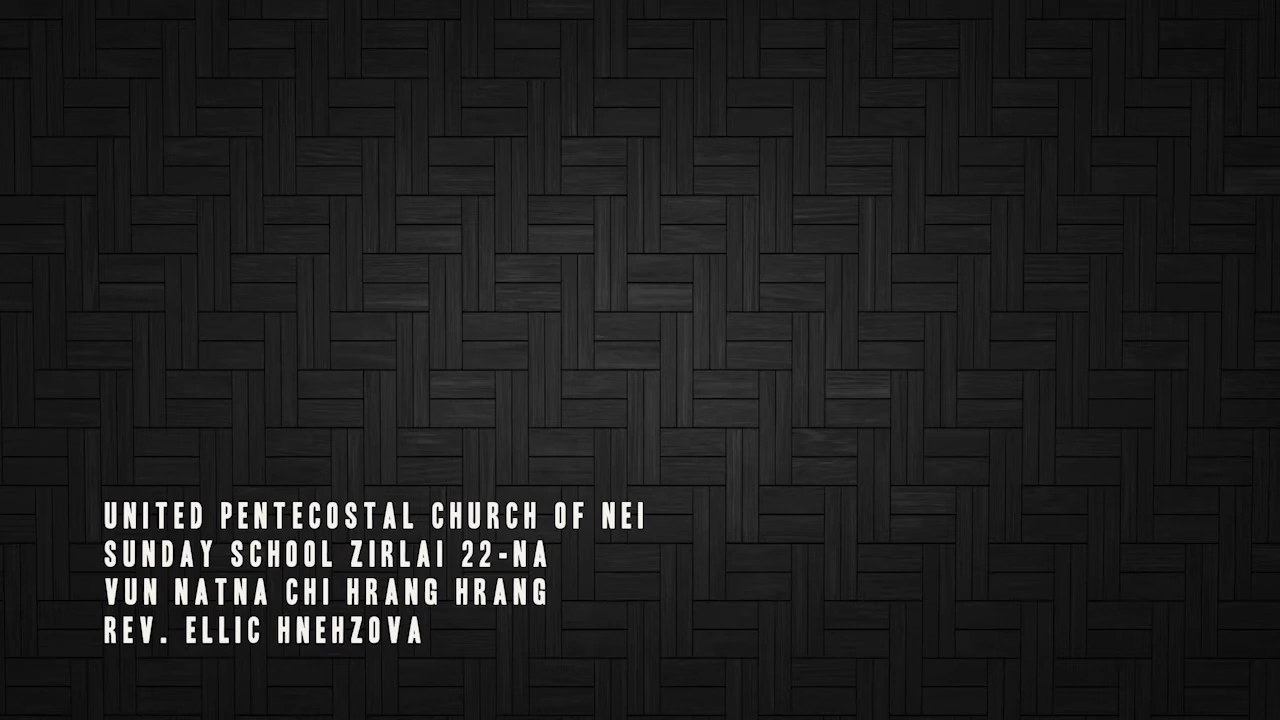 UNITED PENTECOSTAL CHURCH OF NEI
SUNDAY SCHOOL ZIRLAI 22-NA
VUN NATNA CHI HRANG HRANG
REV. ELLIC HNEHZOVA